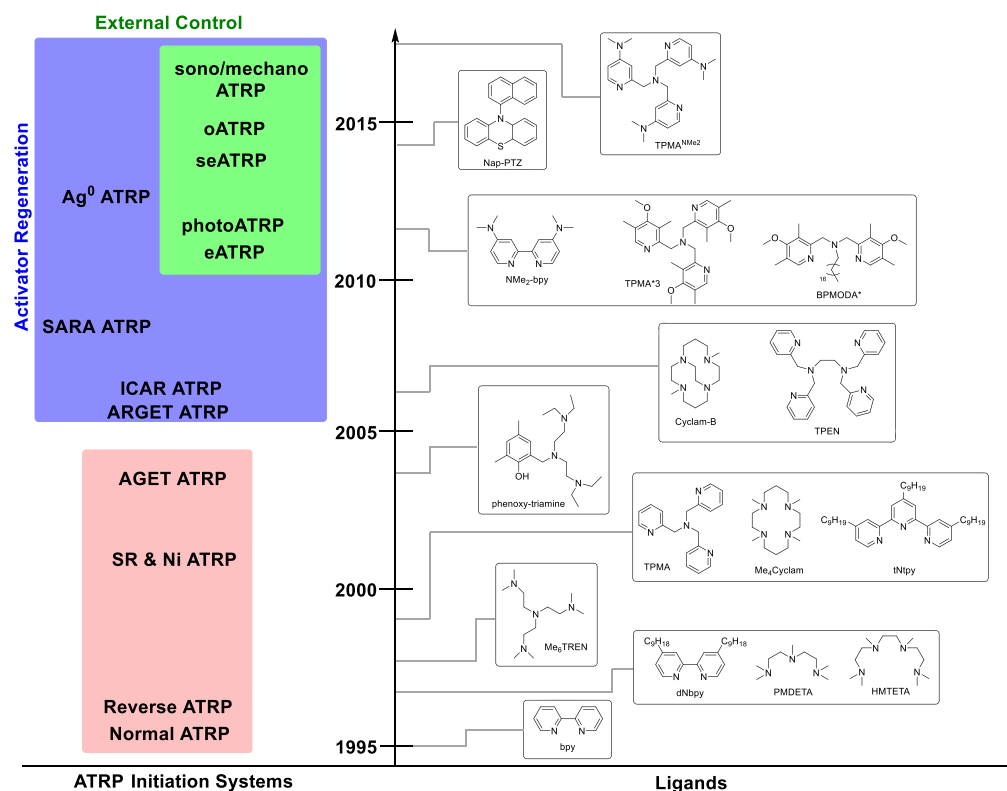 External Control
Activator Regeneration
sono/mechano
ATRP
oATRP
seATRP
Ag⁰ ATRP
photoATRP
eATRP
SARA ATRP
ICAR ATRP
ARGET ATRP
AGET ATRP
SR & Ni ATRP
Reverse ATRP
Normal ATRP
ATRP Initiation Systems
2015
2010
2005
2000
1995
N
S
Nap-PTZ
N
N
N
N
N
N
N
TPMA^NMe2
N
N
N
N
NMe₂-bpy
O
N
O
N
N
N
O
TPMA*3
O
N
N
N
O
16
BPMODA*
N
N
N
N
Cyclam-B
N
N
N
N
N
N
TPEN
N
N
N
OH
phenoxy-triamine
N
N
N
N
TPMA
N
N
N
N
Me₄Cyclam
C₉H₁₉
C₉H₁₉
C₉H₁₉
N
N
N
tNtpy
N
N
N
N
Me₆TREN
C₉H₁₈
C₉H₁₈
N
N
dNbpy
N
N
N
PMDETA
N
N
N
N
HMTETA
N
N
bpy
Ligands